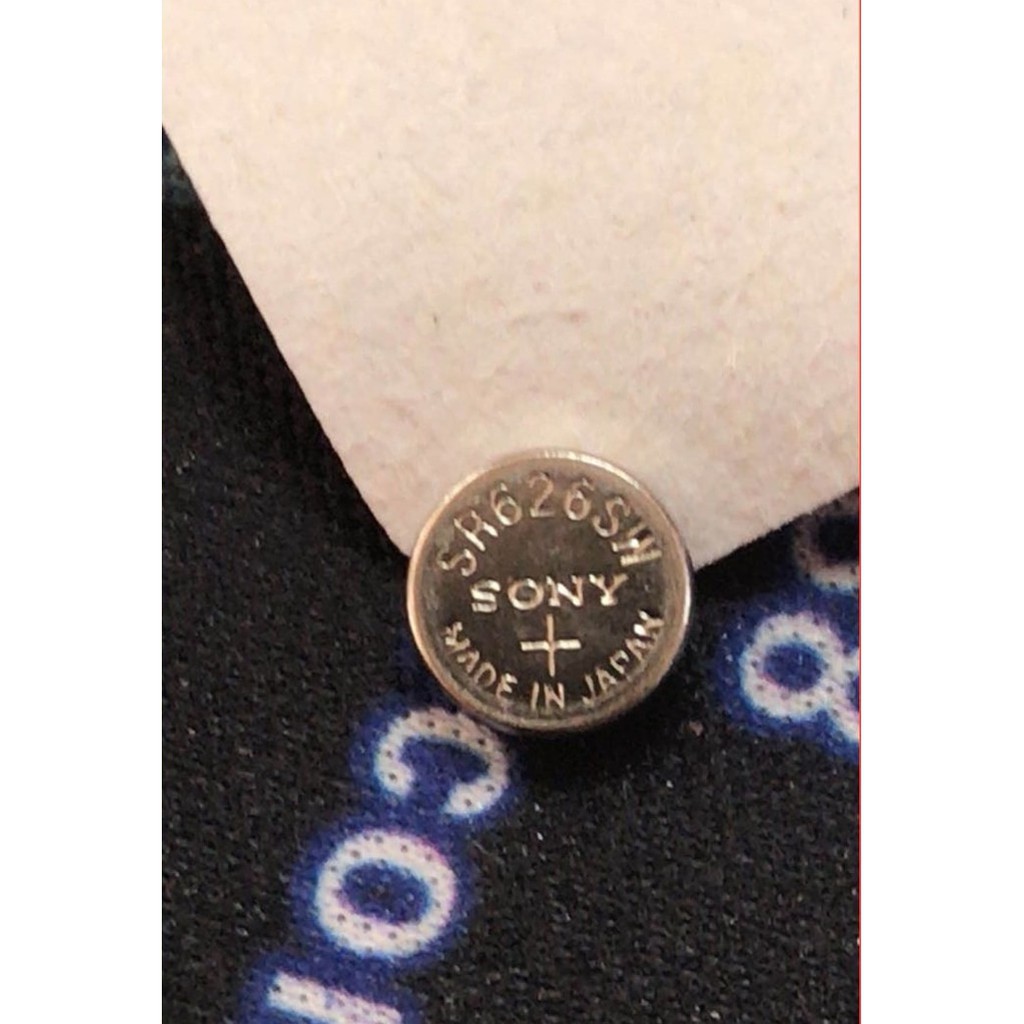 SR626SW
SONY
+
MADE IN JAPAN